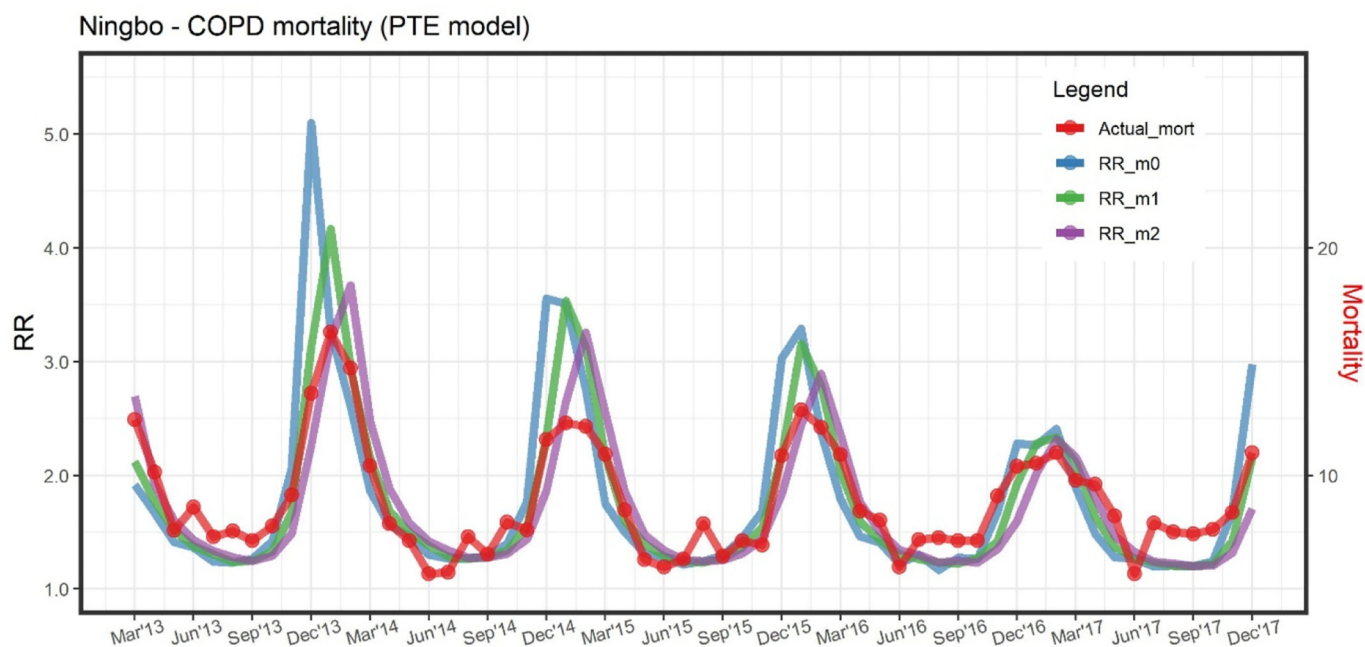 Ningbo - COPD mortality (PTE model)
Legend
Actual_mort
RR_m0
RR_m1
RR_m2
5.0
4.0
3.0
2.0
1.0
RR
20
10
Mortality
Mar'13 Jun'13 Sep'13 Dec'13 Mar'14 Jun'14 Sep'14 Dec'14 Mar'15 Jun'15 Sep'15 Dec'15 Mar'16 Jun'16 Sep'16 Dec'16 Mar'17 Jun'17 Sep'17 Dec'17